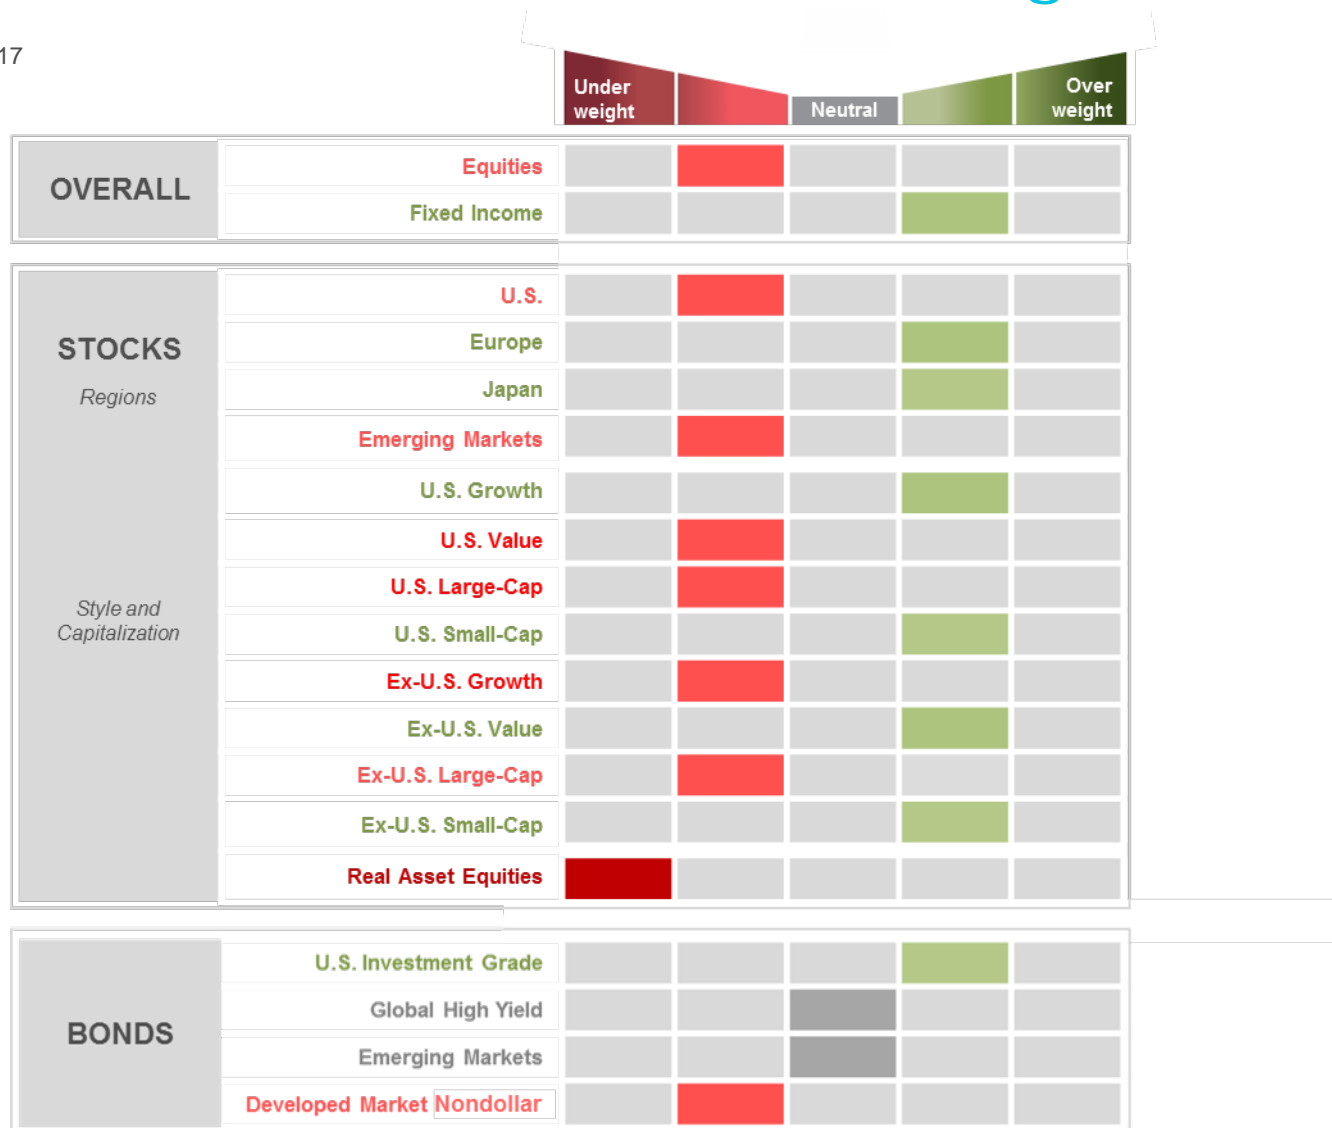 17
Under
weight
Neutral
Over
weight
OVERALL
Equities
Fixed Income
STOCKS
Regions
U.S.
Europe
Japan
Emerging Markets
Style and
Capitalization
U.S. Growth
U.S. Value
U.S. Large-Cap
U.S. Small-Cap
Ex-U.S. Growth
Ex-U.S. Value
Ex-U.S. Large-Cap
Ex-U.S. Small-Cap
Real Asset Equities
BONDS
U.S. Investment Grade
Global High Yield
Emerging Markets
Developed Market Nondollar